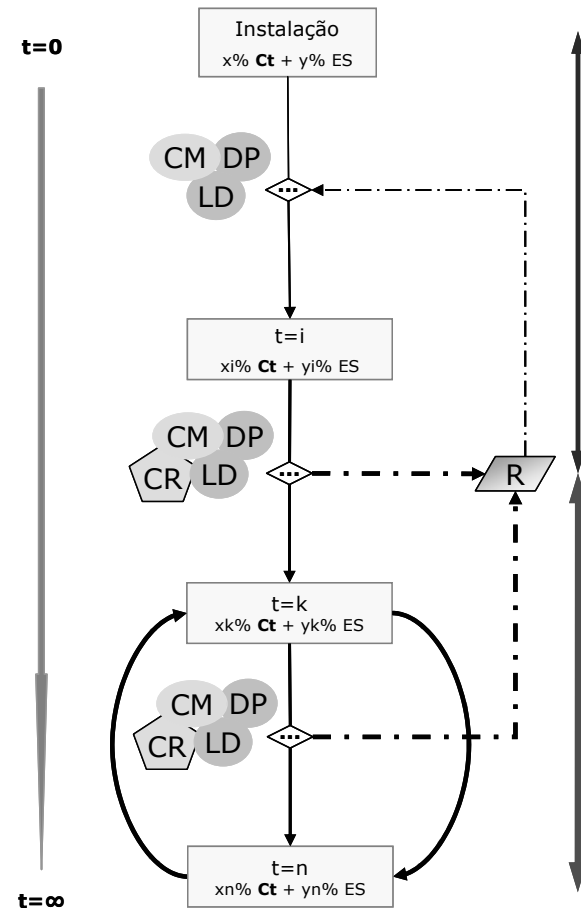 Instalação
x% Ct + y% ES
t=0
CM DP
LD
...
t=i
xi% Ct + yi% ES
CM DP
CR LD
...
R
t=k
xk% Ct + yk% ES
CM DP
CR LD
...
t=n
xn% Ct + yn% ES
t=∞